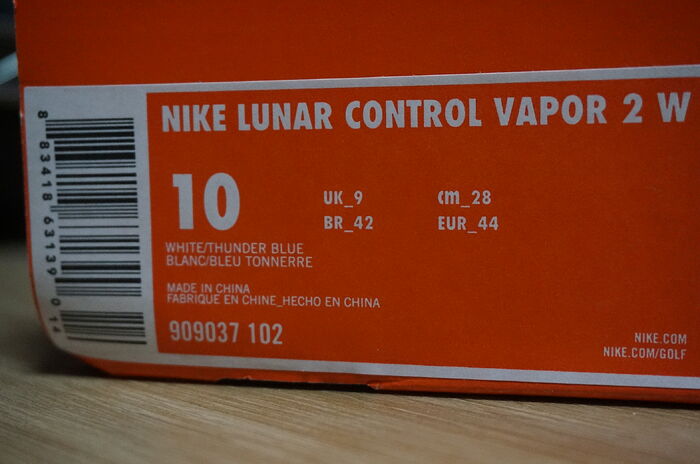 NIKE LUNAR CONTROL VAPOR 2 W
10
UK_9 cm_28
BR_42 EUR_44
WHITE/THUNDER BLUE
BLANC/BLEU TONNERRE
MADE IN CHINA
FABRIQUE EN CHINE_HECHO EN CHINA
909037 102
NIKE.COM
NIKE.COM/GOLF
8 83418 63139 014